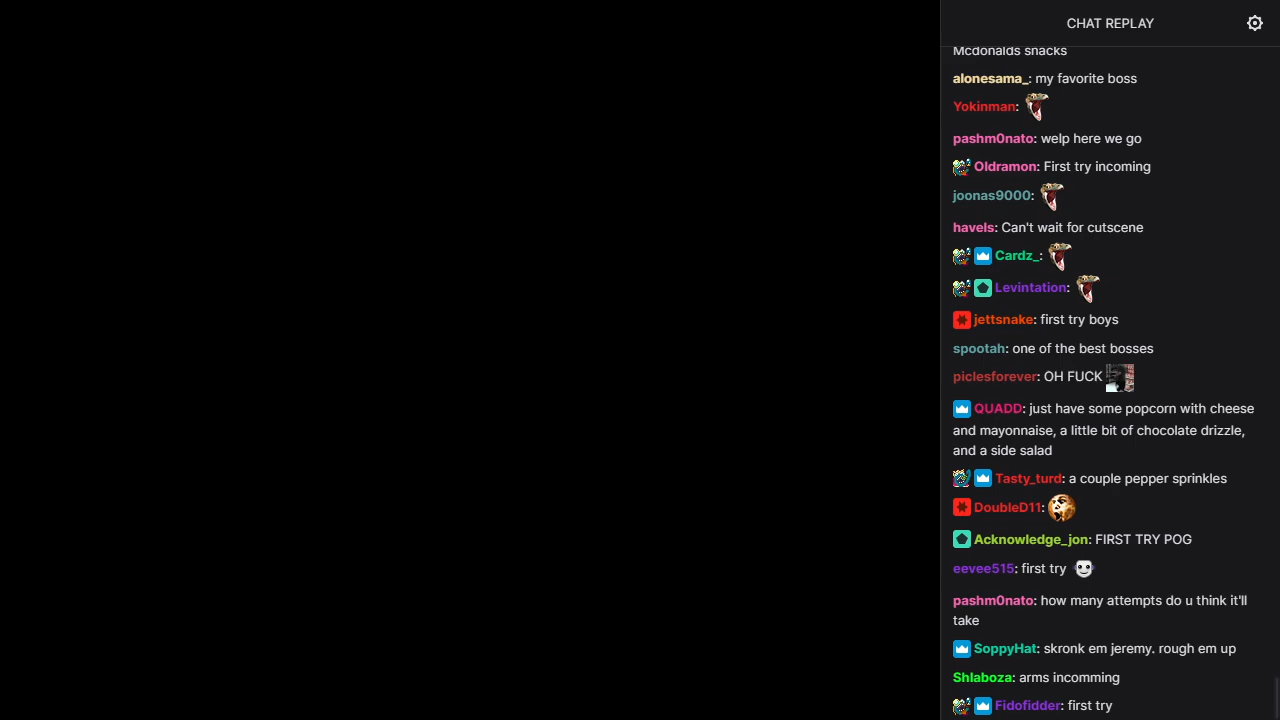 CHAT REPLAY
Mcdonalds snacks
alonesama_: my favorite boss
Yokinman:
pashm0nato: welp here we go
Oldramon: First try incoming
joonas9000:
havels: Can't wait for cutscene
Cardz_:
Levintation:
jettsnake: first try boys
spootah: one of the best bosses
piclesforever: OH FUCK
QUADD: just have some popcorn with cheese
and mayonnaise, a little bit of chocolate drizzle,
and a side salad
Tasty_turd: a couple pepper sprinkles
DoubleD11:
Acknowledge_jon: FIRST TRY POG
eevee515: first try
pashm0nato: how many attempts do u think it'll
take
SoppyHat: skronk em jeremy. rough em up
Shlaboza: arms incomming
Fidofidder: first try